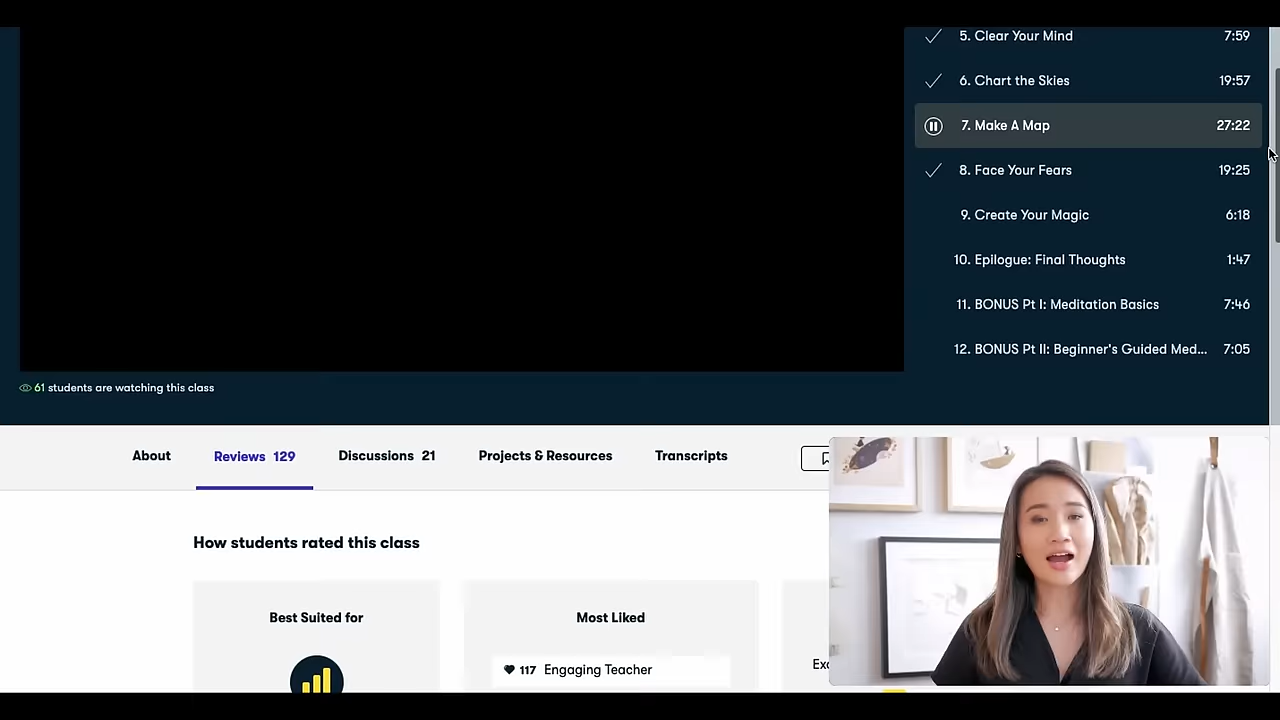 5. Clear Your Mind 7:59
6. Chart the Skies 19:57
7. Make A Map 27:22
8. Face Your Fears 19:25
9. Create Your Magic 6:18
10. Epilogue: Final Thoughts 1:47
11. BONUS Pt I: Meditation Basics 7:46
12. BONUS Pt II: Beginner's Guided Med... 7:05
61 students are watching this class
About Reviews 129 Discussions 21 Projects & Resources Transcripts
How students rated this class
Best Suited for
Most Liked
117 Engaging Teacher